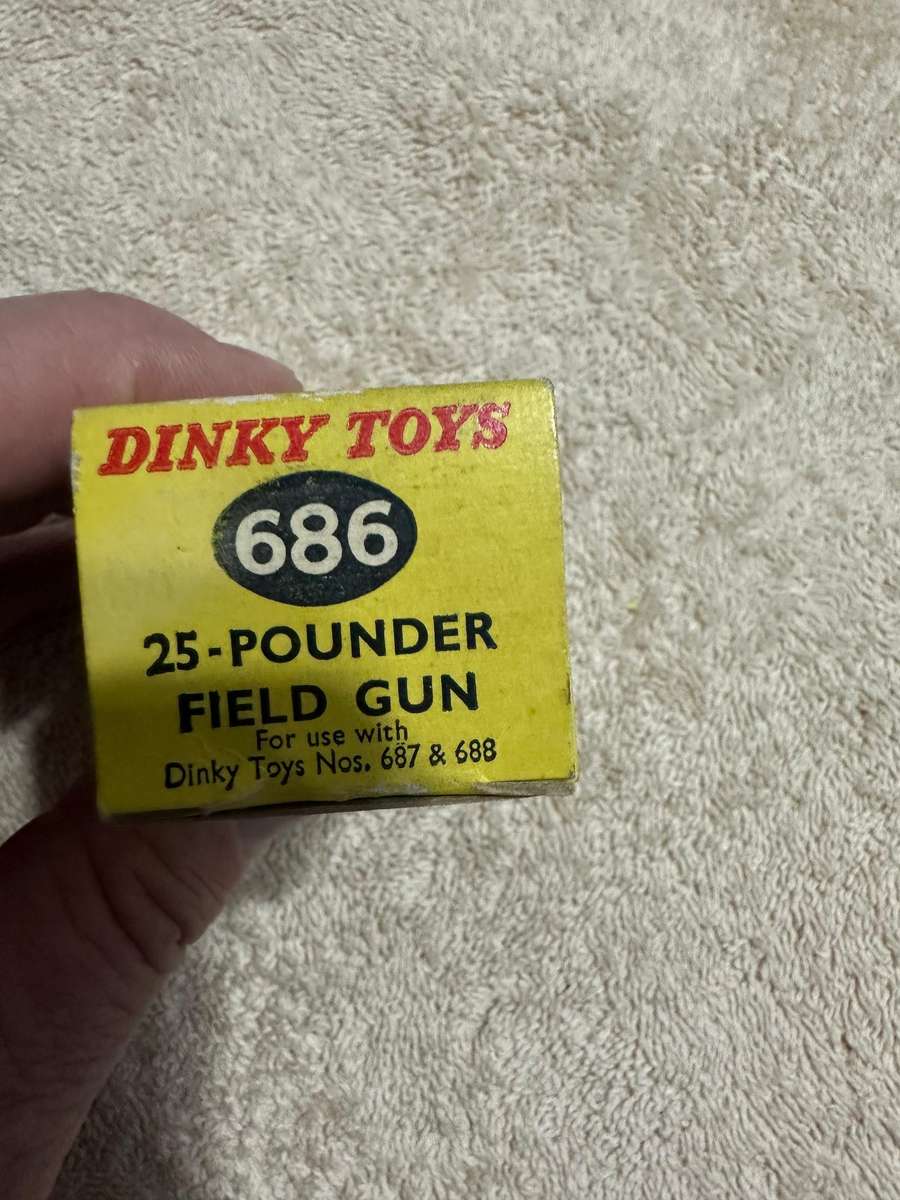 DINKY TOYS
686
25-POUNDER
FIELD GUN
For use with
Dinky Toys Nos. 687 & 688